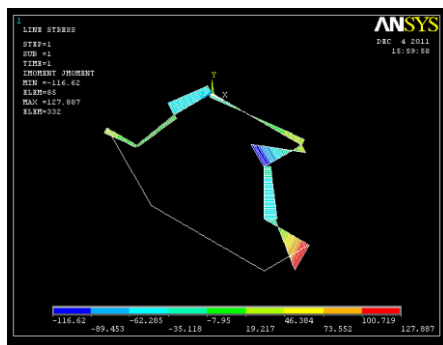 1
LINE STRESS
STEP=1
SUB =1
TIME=1
IMOMENT JMOMENT
MIN =-116.62
ELEM=85
MAX =127.887
ELEM=332
ANSYS
DEC 4 2011
15:59:58
Y
X
-116.62 -62.285 -7.95 46.384 100.719
-89.453 -35.118 19.217 73.552 127.887